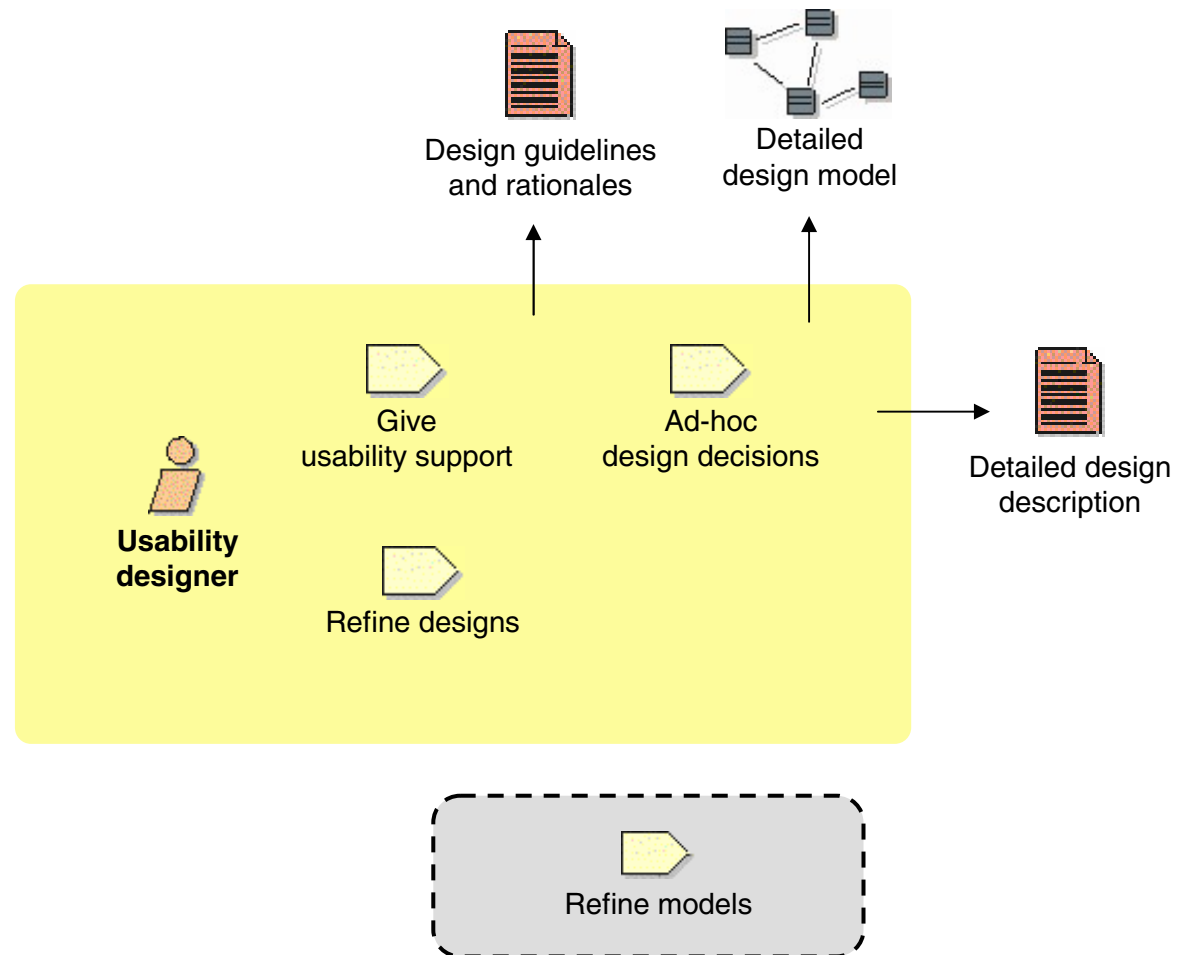 Design guidelines
and rationales
Detailed
design model
Give
usability support
Ad-hoc
design decisions
Detailed design
description
Usability
designer
Refine designs
Refine models